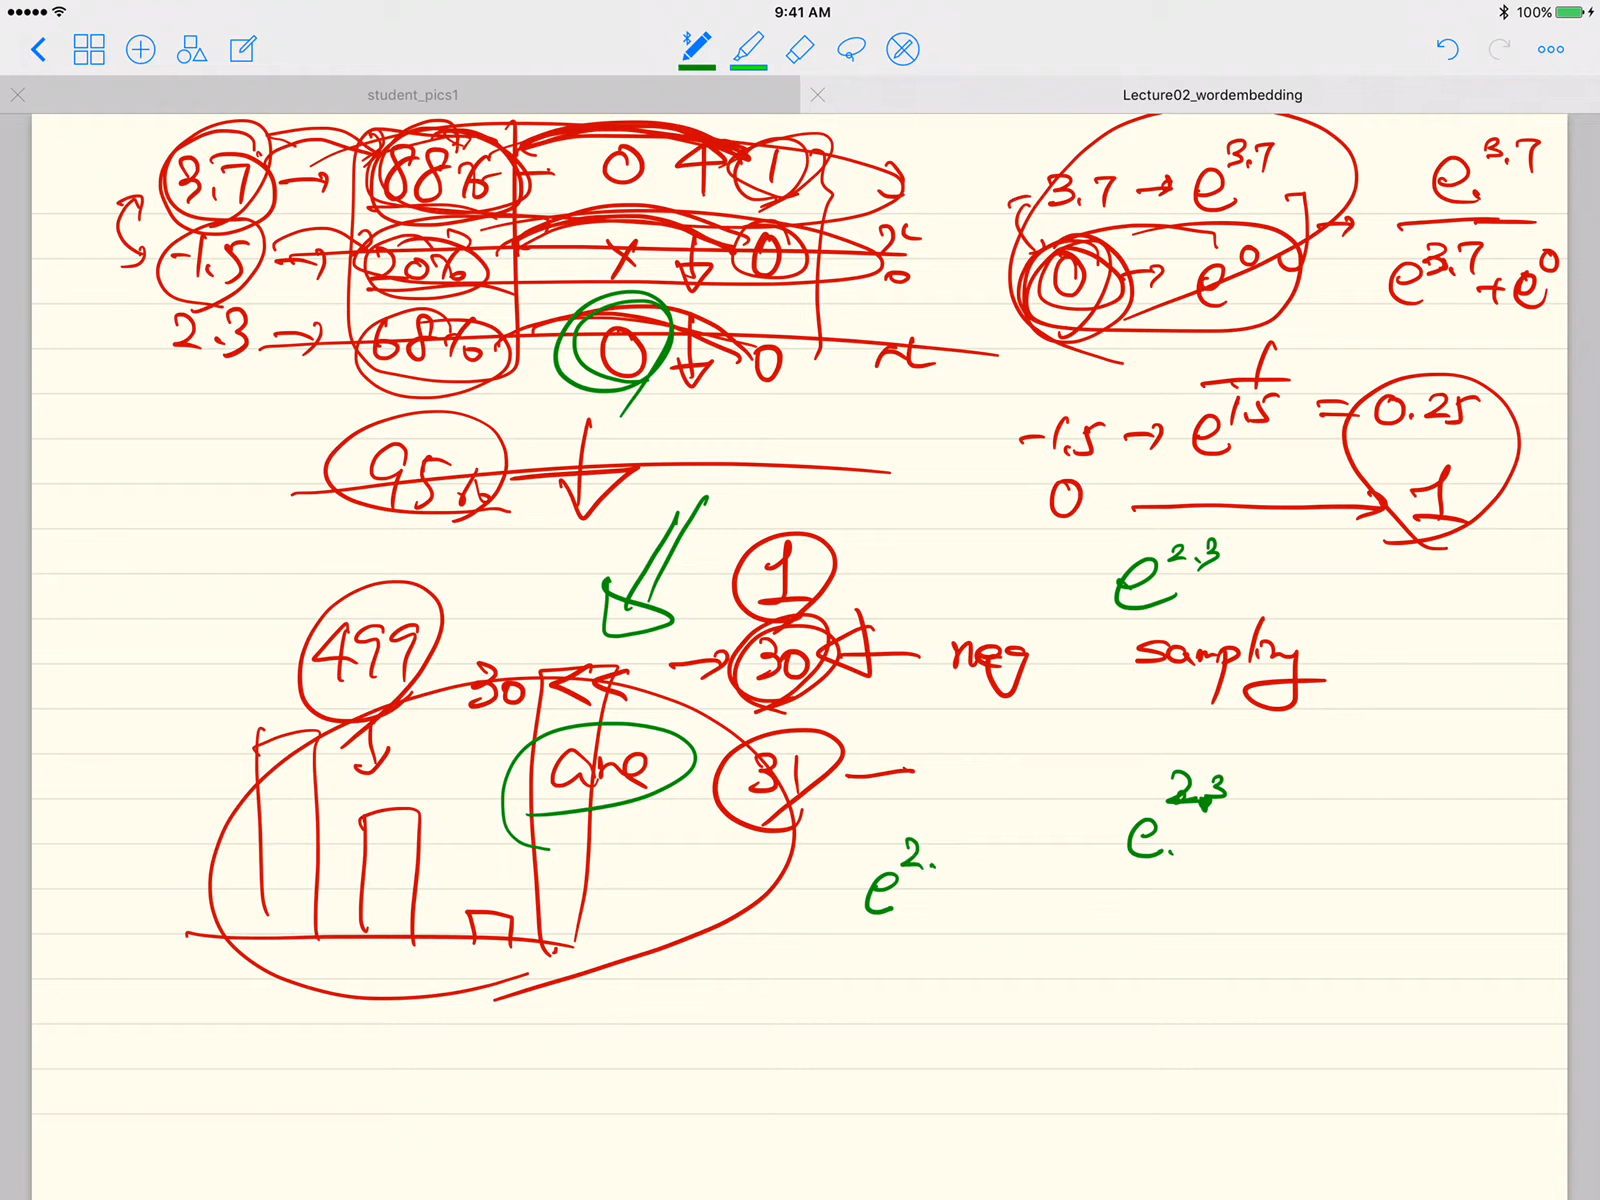 9:41 AM
100%
student_pics1
Lecture02_wordembedding
3.7 → 88% 0 1
-1.5 → 20% x 0
2.3 → 68% 0 0
95%
3.7 → e^3.7
0 → e^0
e^3.7
e^3.7 + e^0
1
-1.5 → e^1.5 = 0.25
0 → 1
e^2.3
1
499
30 << → 30 ← neg sampling
are
31
e^2.3
e^2.